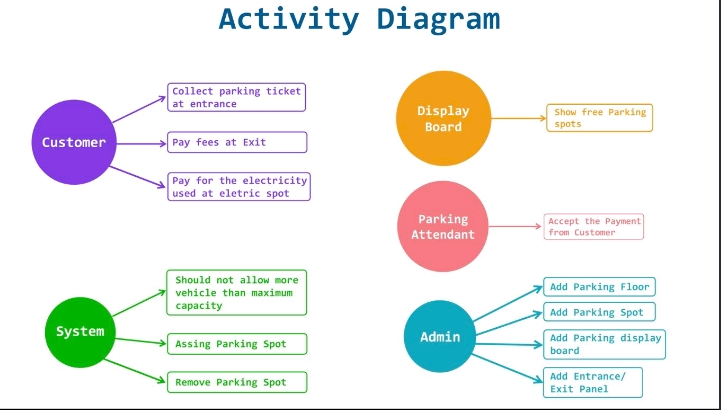 Activity Diagram
Customer
Collect parking ticket
at entrance
Pay fees at Exit
Pay for the electricity
used at eletric spot
Display
Board
Show free Parking
spots
Parking
Attendant
Accept the Payment
from Customer
System
Should not allow more
vehicle than maximum
capacity
Assing Parking Spot
Remove Parking Spot
Admin
Add Parking Floor
Add Parking Spot
Add Parking display
board
Add Entrance/
Exit Panel